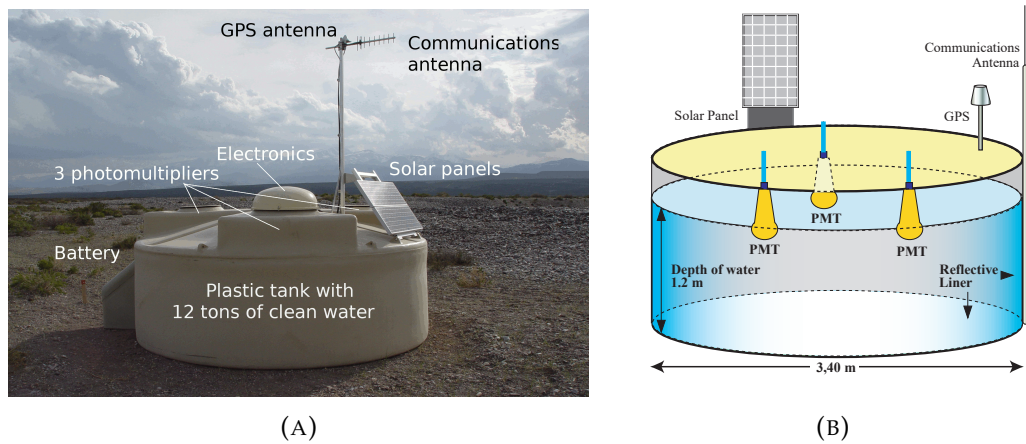 GPS antenna
Communications
antenna
Electronics
3 photomultipliers
Solar panels
Battery
Plastic tank with
12 tons of clean water
(A)
Communications
Antenna
Solar Panel
GPS
PMT
PMT
PMT
Depth of water
1.2 m
Reflective
Liner
3,40 m
(B)